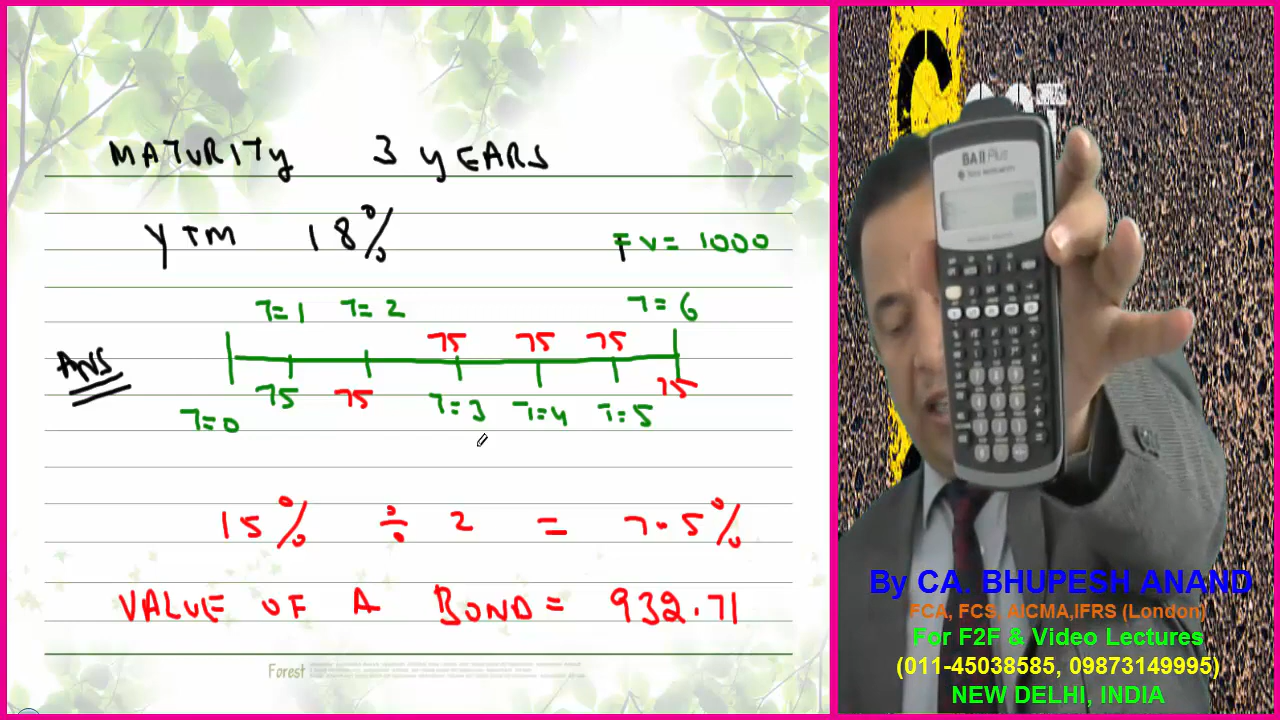 MATURITY 3 YEARS
YTM 18%
FV = 1000
T=1 T=2 T=6
75 75 75
Ans
75 75 75
T=0 T=3 T=4 T=5
15% ÷ 2 = 7.5%
VALUE OF A BOND = 932.71
Forest
BA II Plus
By CA. BHUPESH ANAND
FCA, FCS, AICMA,IFRS (London)
For F2F & Video Lectures
(011-45038585, 09873149995)
NEW DELHI, INDIA